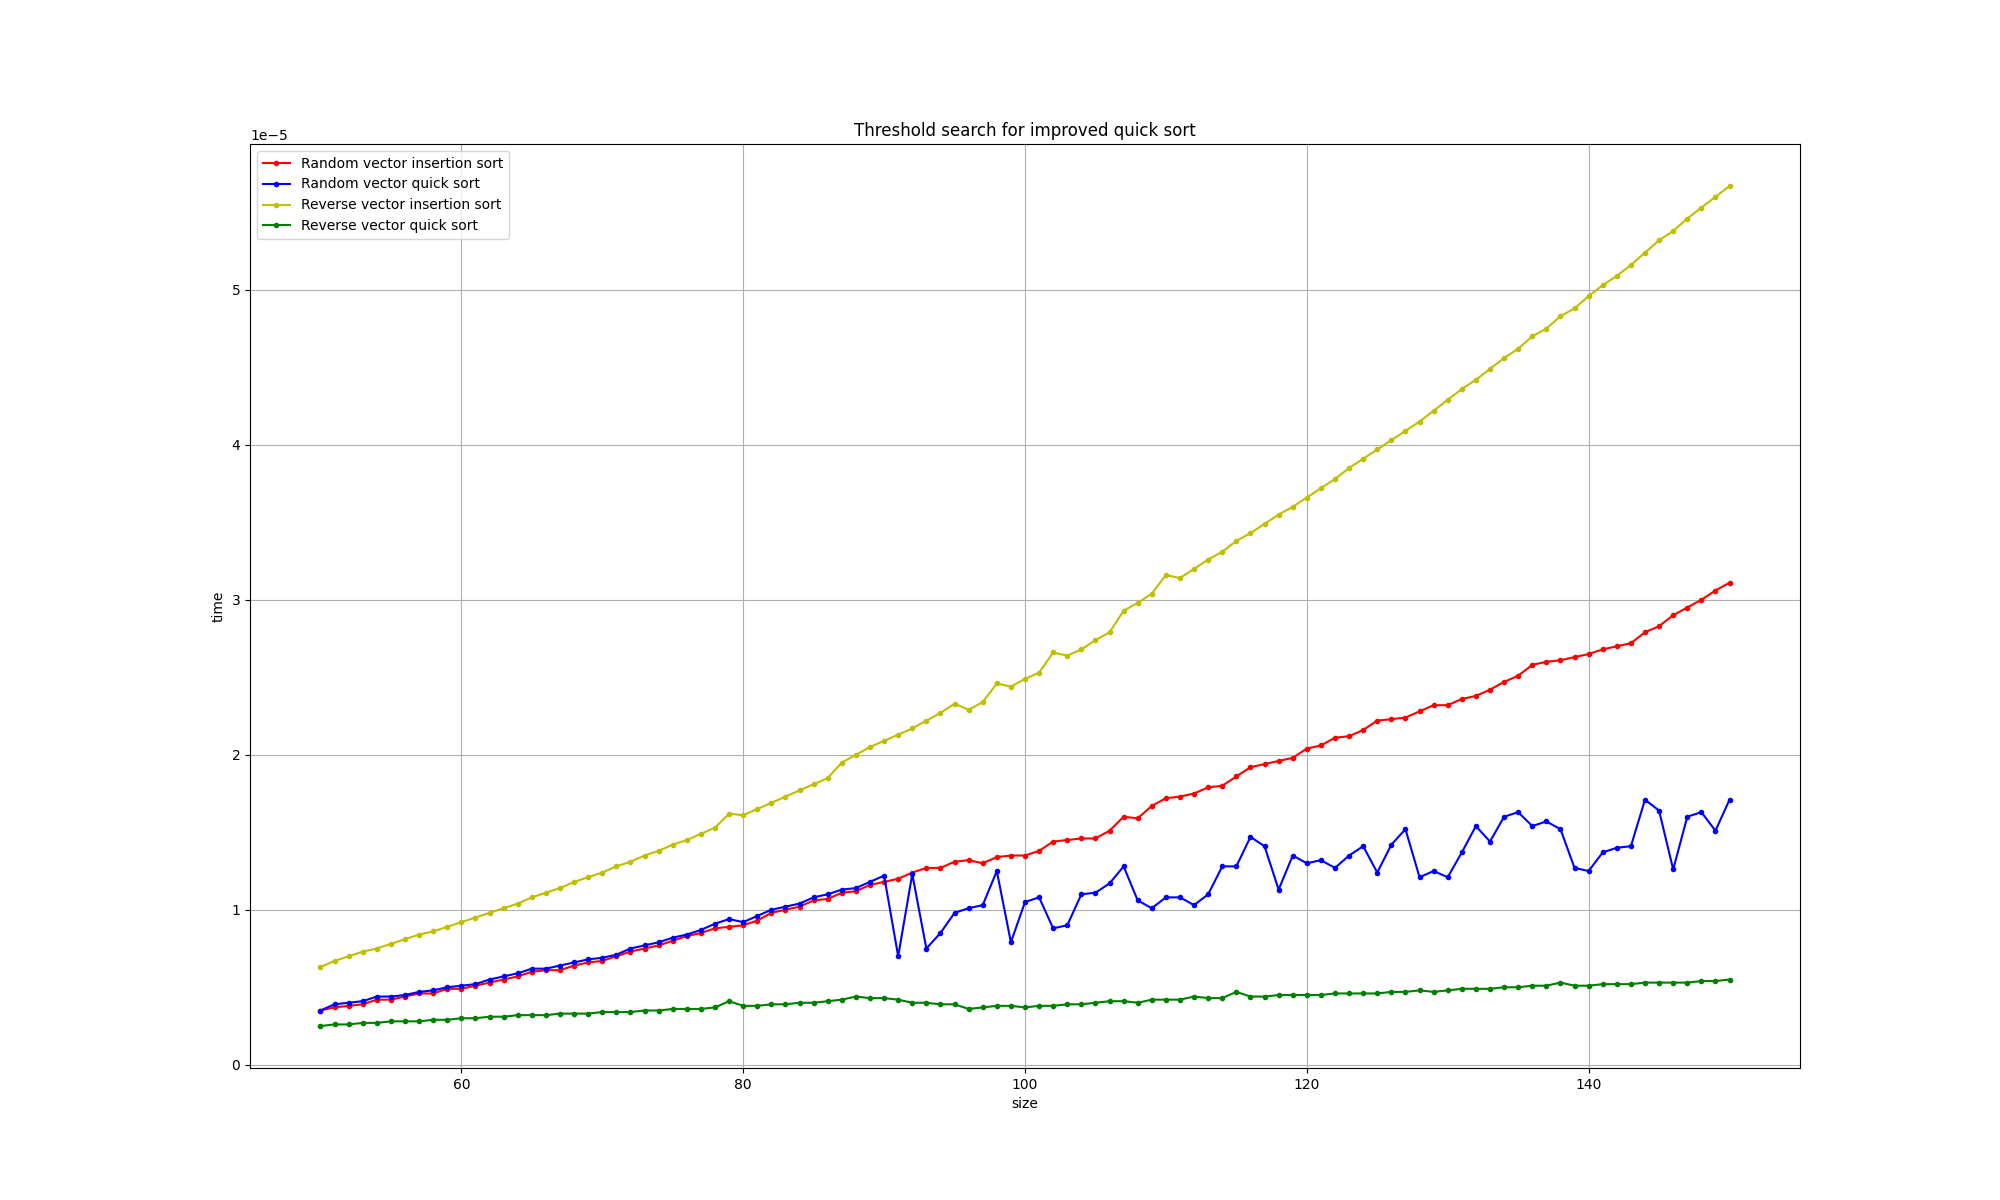 Threshold search for improved quick sort
1e−5
Random vector insertion sort
Random vector quick sort
Reverse vector insertion sort
Reverse vector quick sort
5
4
3
2
1
0
time
60 80 100 120 140
size